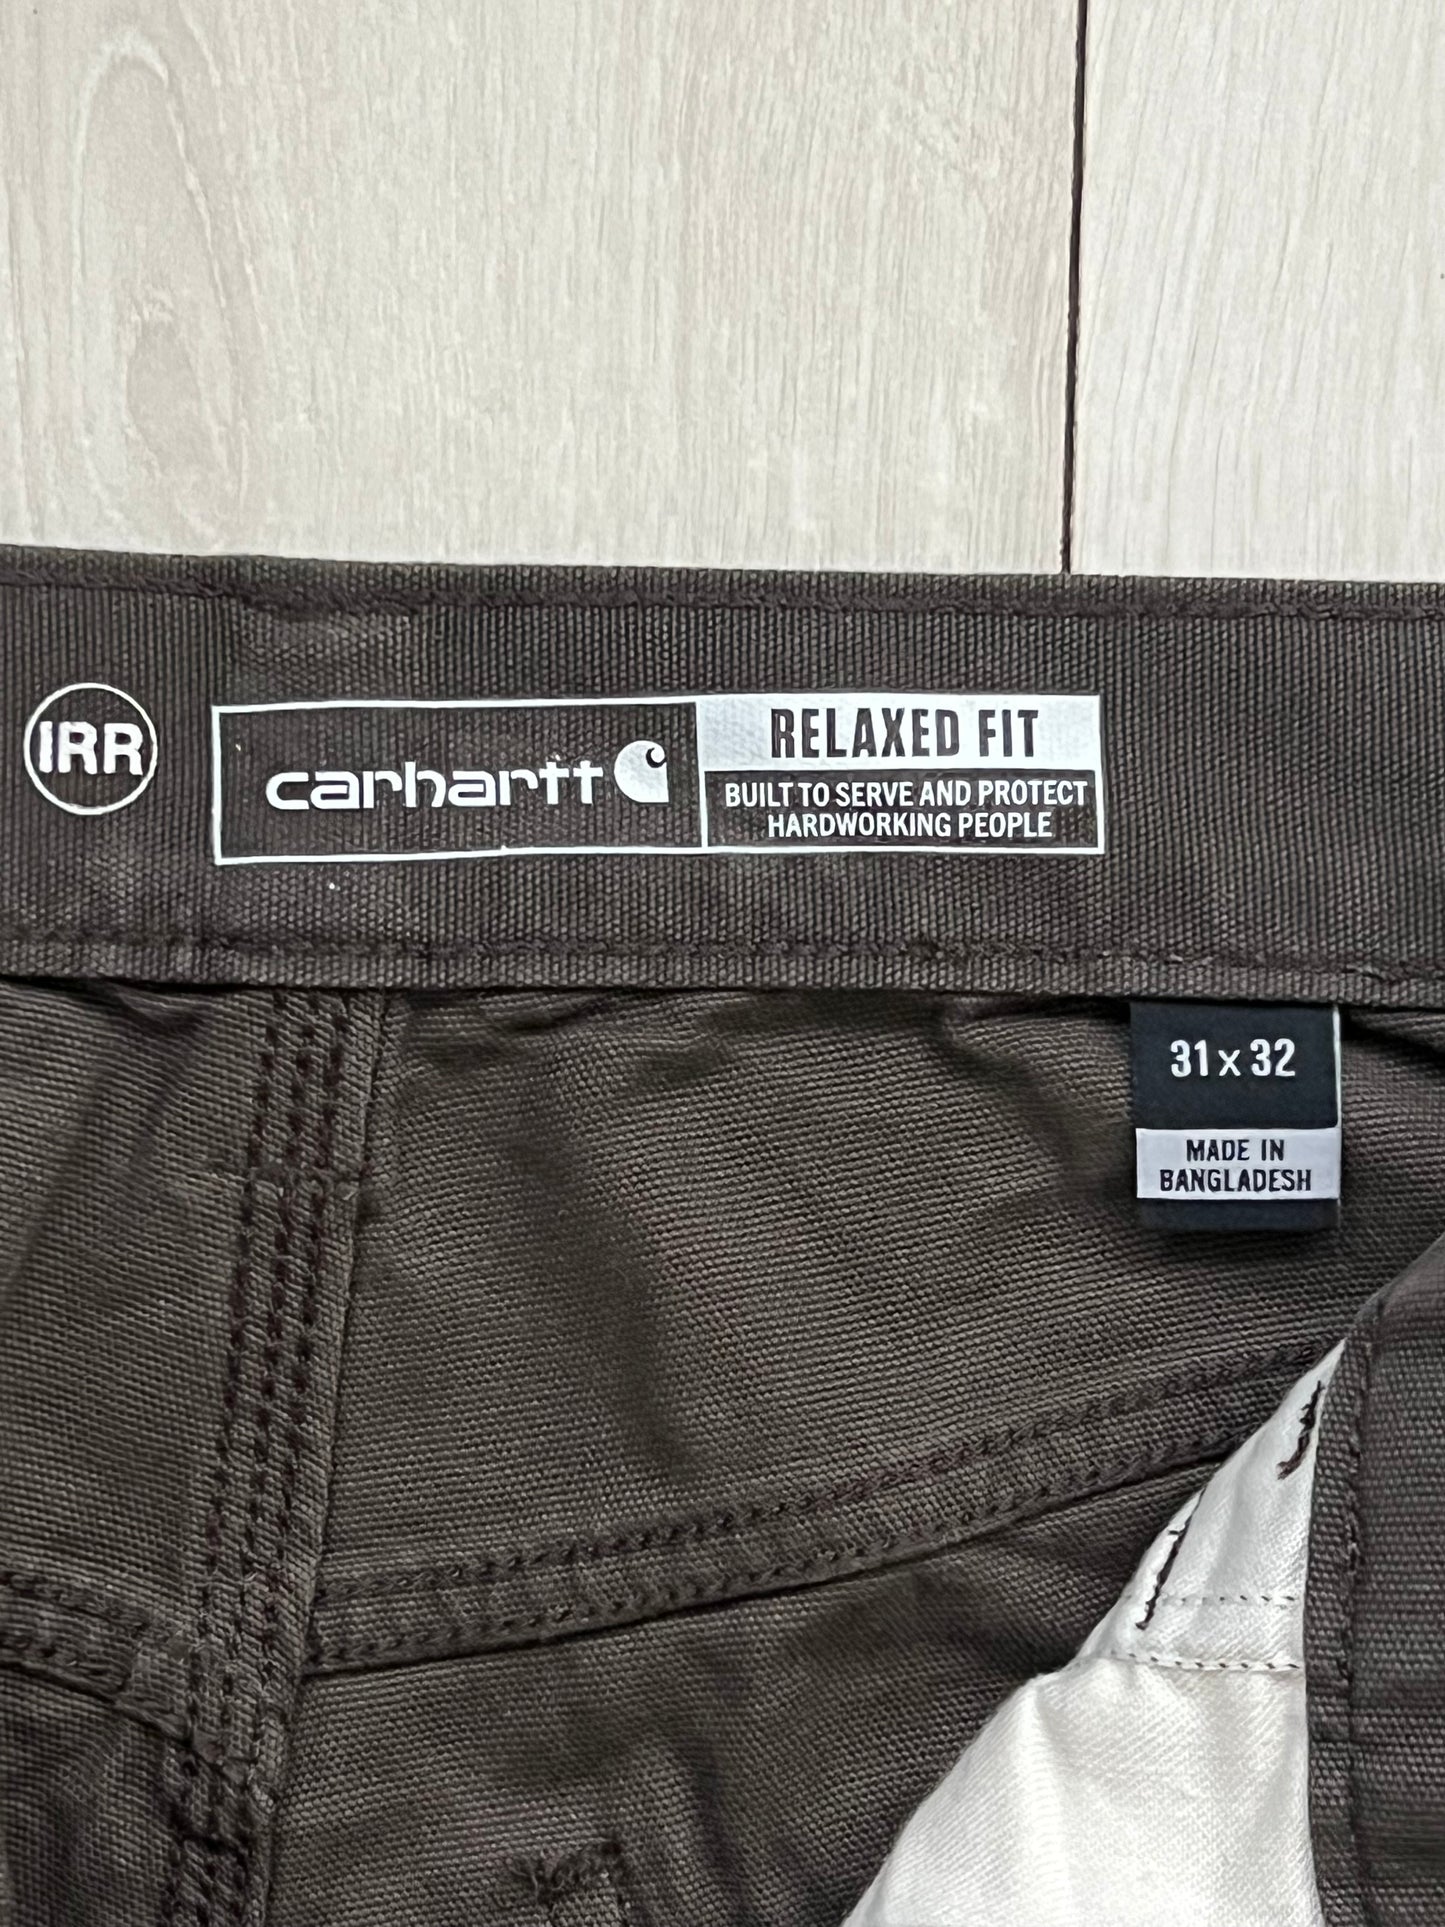 IRR
carhartt
RELAXED FIT
BUILT TO SERVE AND PROTECT
HARDWORKING PEOPLE
31 x 32
MADE IN
BANGLADESH